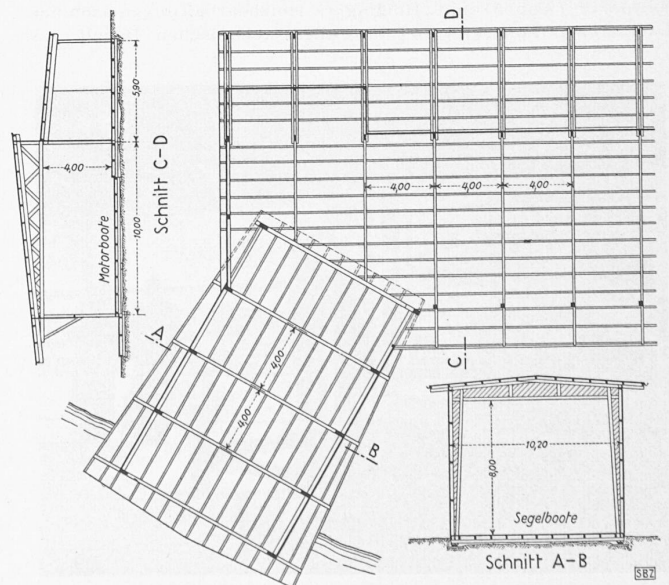 D
5,90
4,00
Schnitt C-D
Motorboote
10,00
4,00 4,00 4,00
A
4,00
4,00
B
C
10,20
8,00
Segelboote
Schnitt A-B
SBZ